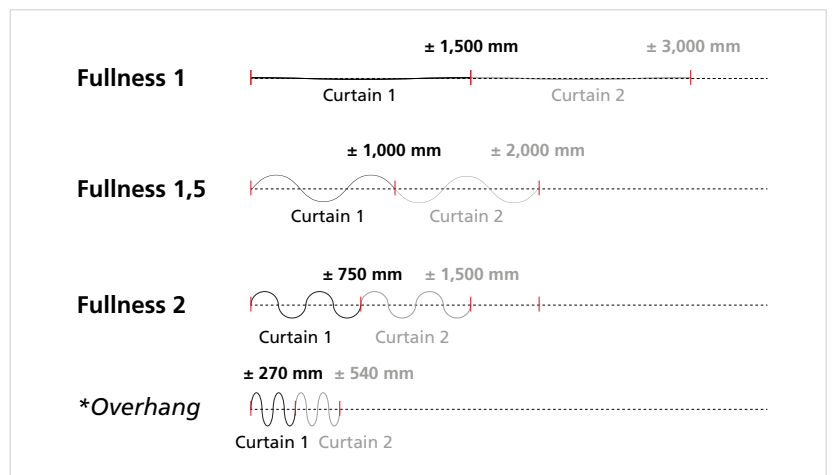 ± 1,500 mm ± 3,000 mm
Fullness 1
Curtain 1 Curtain 2
± 1,000 mm ± 2,000 mm
Fullness 1,5
Curtain 1 Curtain 2
± 750 mm ± 1,500 mm
Fullness 2
Curtain 1 Curtain 2
± 270 mm ± 540 mm
*Overhang
Curtain 1 Curtain 2